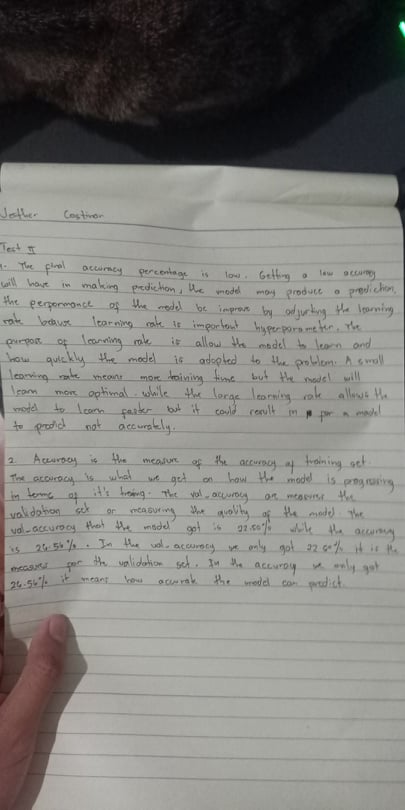 Jether Castinor
Test II
1. The final accuracy percentage is low. Getting a low accuracy
will have in making prediction, the model may produce a prediction,
the performance of the model be improve by adjusting the learning
rate because learning rate is important hyperparameter. The
purpose of learning rate is allow the model to learn and
how quickly the model is adopted to the problem. A small
learning rate means more training time but the model will
learn more optimal. while the large learning rate allows the
model to learn faster but it could result in for a model
to predict not accurately.
2. Accuracy is the measure of the accuracy of training set.
The accuracy is what we get on how the model is progressing
in terms of it's traing. The val_accuracy are measures the
validation set or measuring the quality of the model. The
val_accuracy that the model got is 22.50% while the accuracy
is 26.56%. In the val_accuracy we only got 22.50% it is the
measures for the validation set. In the accuracy we only got
26.56% it means how accurate the model can predict.